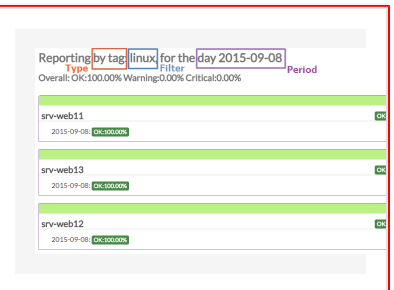 Reporting by tag: linux, for the day 2015-09-08
Type Filter Period
Overall: OK:100.00% Warning:0.00% Critical:0.00%
srv-web11 OK
2015-09-08: OK:100.00%
srv-web13 OK
2015-09-08: OK:100.00%
srv-web12 OK
2015-09-08: OK:100.00%